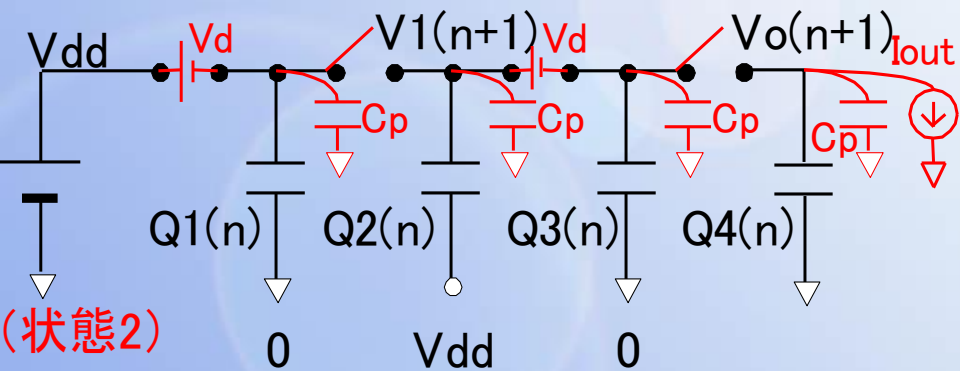 Vdd
Vd
V1(n+1)
Vd
Vo(n+1)
Iout
Cp
Cp
Cp
Cp
Q1(n)
Q2(n)
Q3(n)
Q4(n)
(状態2)
0
Vdd
0